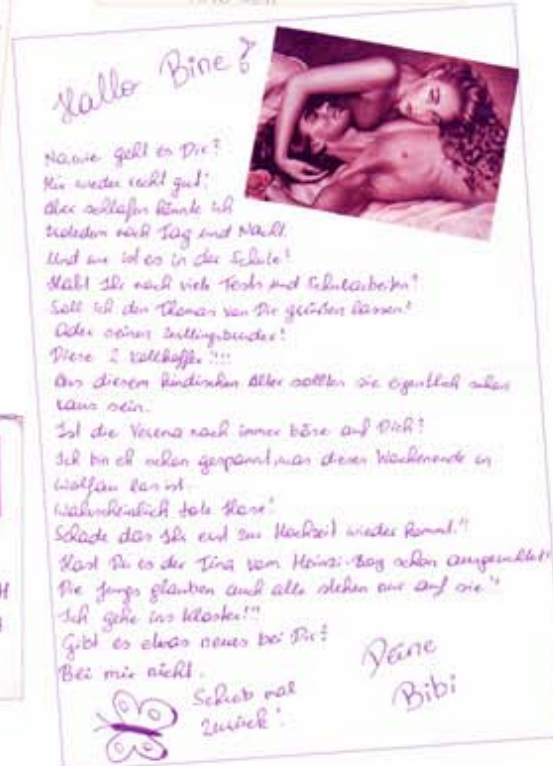 Hallo Bine!
Na wie geht es Dir?
Mir wieder recht gut!
Aber schlafen könnte ich
trotzdem noch Tag und Nacht.
Und wie ist es in der Schule?
Habt Ihr noch viele Tests und Schularbeiten?
Soll ich den Thomas von Dir grüßen lassen?
Oder seinen Zwillingsbruder?
Diese 2 Vollkoffer!!!!
Aus diesem kindischen Alter sollten sie eigentlich schon
raus sein.
Ist die Verena noch immer böse auf Dich?
Ich bin eh schon gespannt, was dieses Wochenende in
Wolfau los ist.
Wahrscheinlich tote Hose!
Schade das Ihr erst zur Hochzeit wieder kommt.
Hast Du es der Tina vom Heinzi-Boy schon ausgerichtet
Die Jungs glauben auch alle stehen nur auf sie
Ich gehe ins Kloster!!
Gibt es etwas neues bei Dir?
Bei mir nicht.
Schreib mal
zurück!
Deine
Bibi